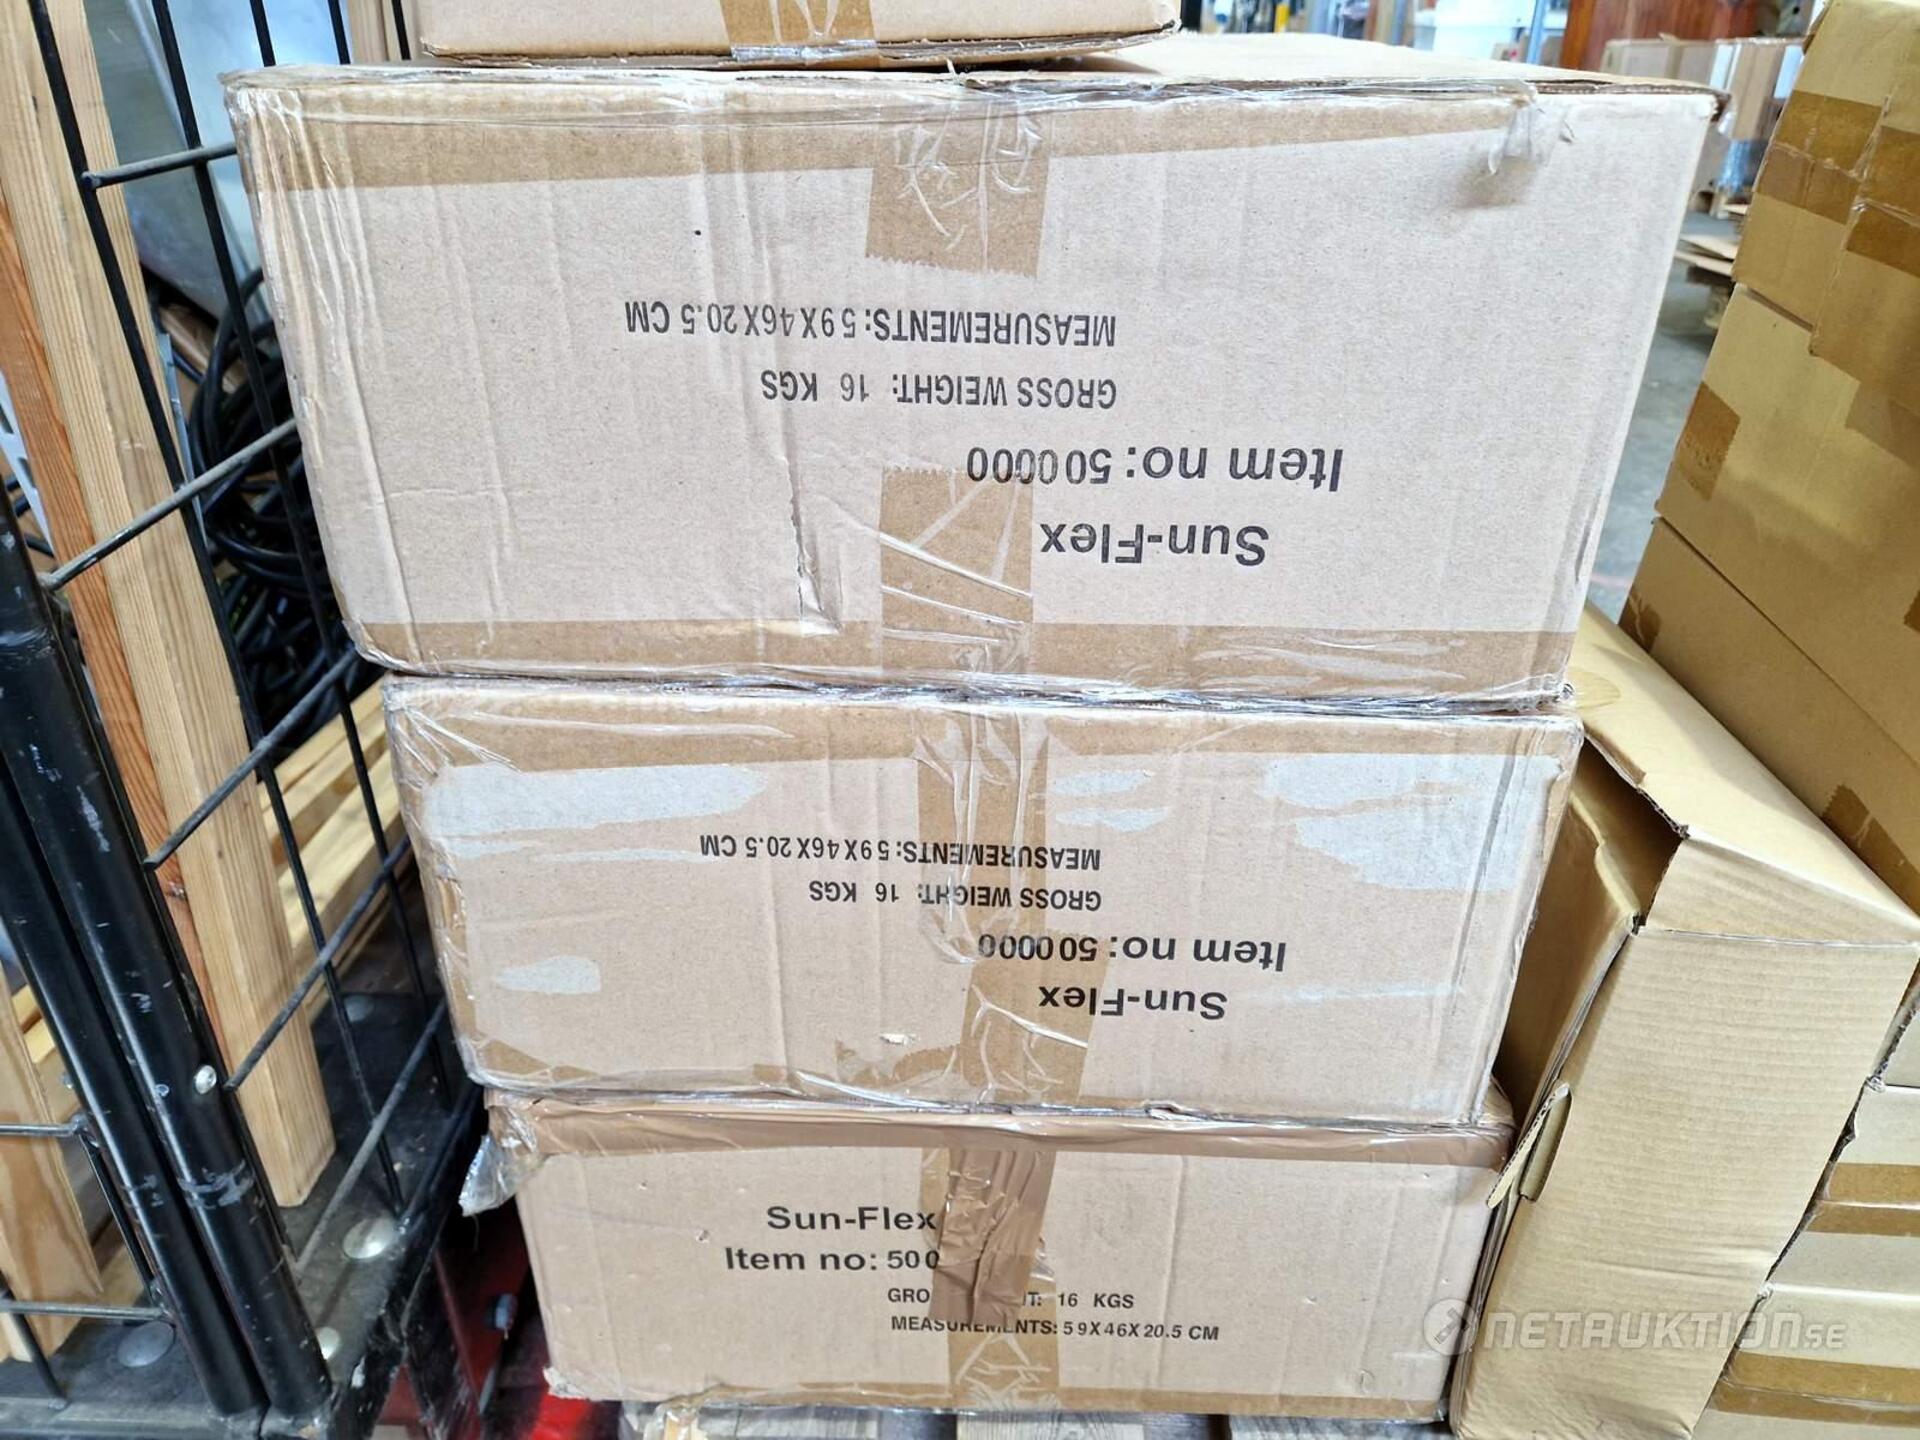 MEASUREMENTS: 59X46X20.5 CM
GROSS WEIGHT: 16 KGS
Item no: 500000
Sun-Flex
MEASUREMENTS: 59X46X20.5 CM
GROSS WEIGHT: 16 KGS
Item no: 500000
Sun-Flex
Sun-Flex
Item no: 500
16 KGS
MEASUREMENTS: 59X46X20.5 CM
NETAUKTION.SE